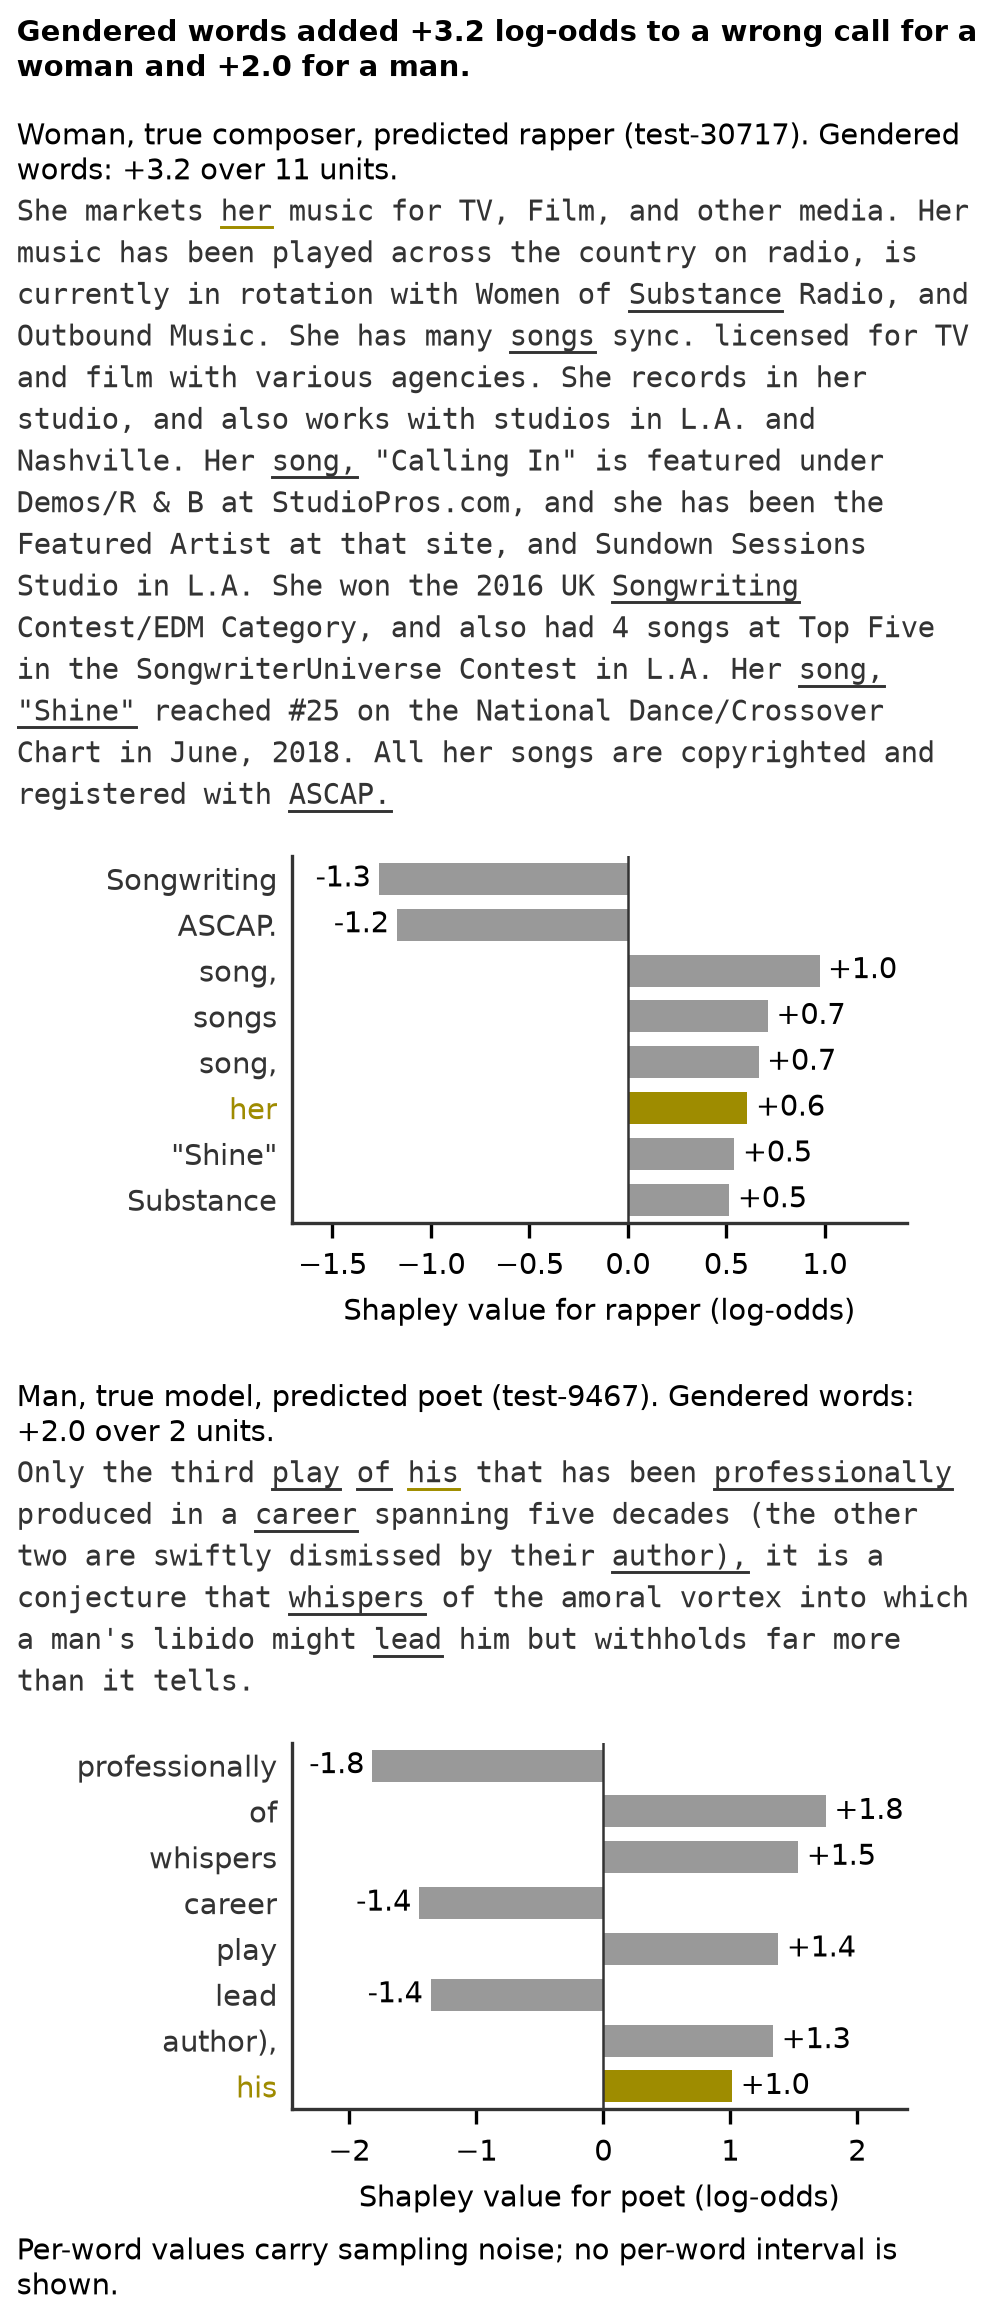 Gendered words added +3.2 log-odds to a wrong call for a
woman and +2.0 for a man.
Woman, true composer, predicted rapper (test-30717). Gendered
words: +3.2 over 11 units.
She markets her music for TV, Film, and other media. Her
music has been played across the country on radio, is
currently in rotation with Women of Substance Radio, and
Outbound Music. She has many songs sync. licensed for TV
and film with various agencies. She records in her
studio, and also works with studios in L.A. and
Nashville. Her song, "Calling In" is featured under
Demos/R & B at StudioPros.com, and she has been the
Featured Artist at that site, and Sundown Sessions
Studio in L.A. She won the 2016 UK Songwriting
Contest/EDM Category, and also had 4 songs at Top Five
in the SongwriterUniverse Contest in L.A. Her song,
"Shine" reached #25 on the National Dance/Crossover
Chart in June, 2018. All her songs are copyrighted and
registered with ASCAP.
Songwriting -1.3
ASCAP. -1.2
song, +1.0
songs +0.7
song, +0.7
her +0.6
"Shine" +0.5
Substance +0.5
−1.5 −1.0 −0.5 0.0 0.5 1.0
Shapley value for rapper (log-odds)
Man, true model, predicted poet (test-9467). Gendered words:
+2.0 over 2 units.
Only the third play of his that has been professionally
produced in a career spanning five decades (the other
two are swiftly dismissed by their author), it is a
conjecture that whispers of the amoral vortex into which
a man's libido might lead him but withholds far more
than it tells.
professionally -1.8
of +1.8
whispers +1.5
career -1.4
play +1.4
lead -1.4
author), +1.3
his +1.0
−2 −1 0 1 2
Shapley value for poet (log-odds)
Per-word values carry sampling noise; no per-word interval is
shown.